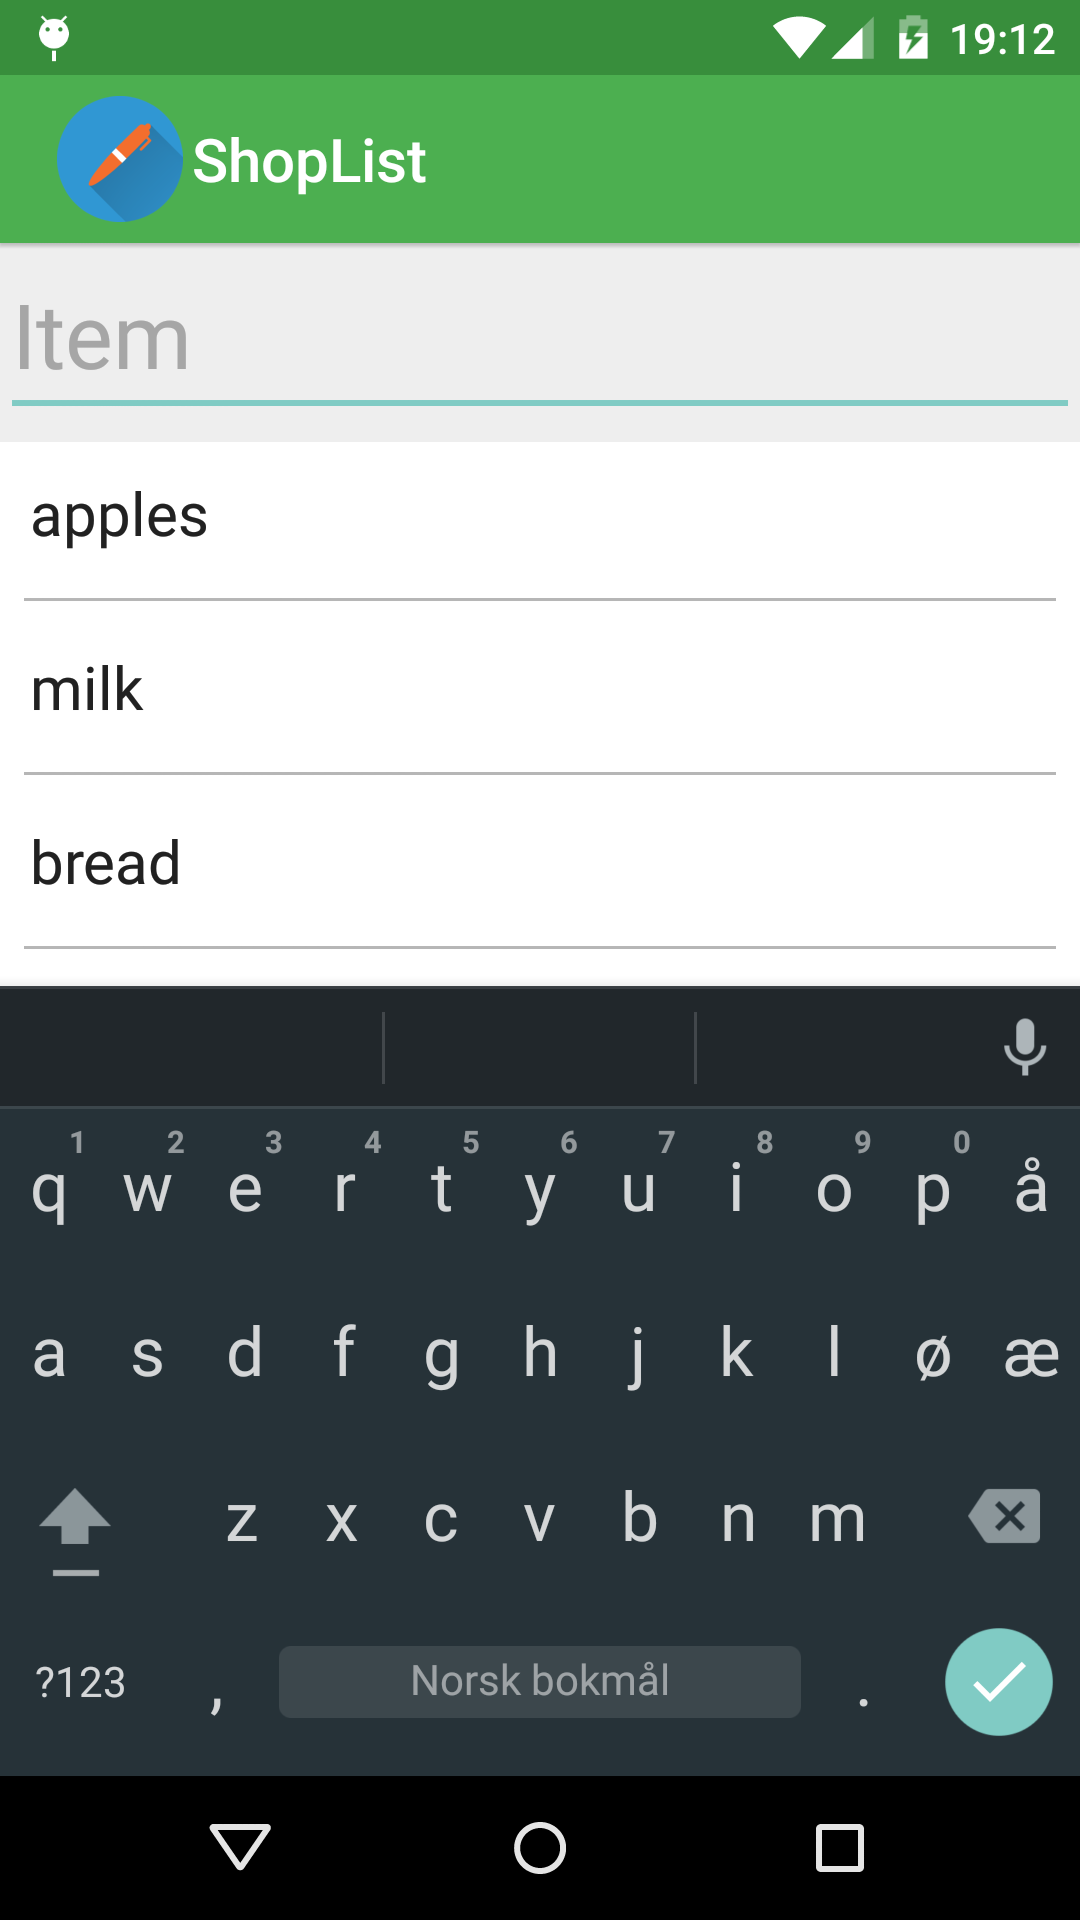 19:12
ShopList
Item
apples
milk
bread
1 2 3 4 5 6 7 8 9 0
q w e r t y u i o p å
a s d f g h j k l ø æ
z x c v b n m
?123 , Norsk bokmål .